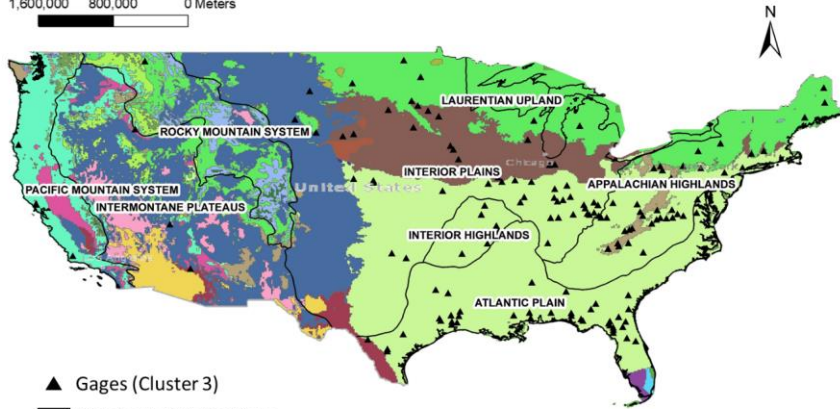 1,600,000 800,000 0 Meters
N
LAURENTIAN UPLAND
ROCKY MOUNTAIN SYSTEM
Chicago
INTERIOR PLAINS
PACIFIC MOUNTAIN SYSTEM
United States
APPALACHIAN HIGHLANDS
INTERMONTANE PLATEAUS
INTERIOR HIGHLANDS
ATLANTIC PLAIN
Gages (Cluster 3)